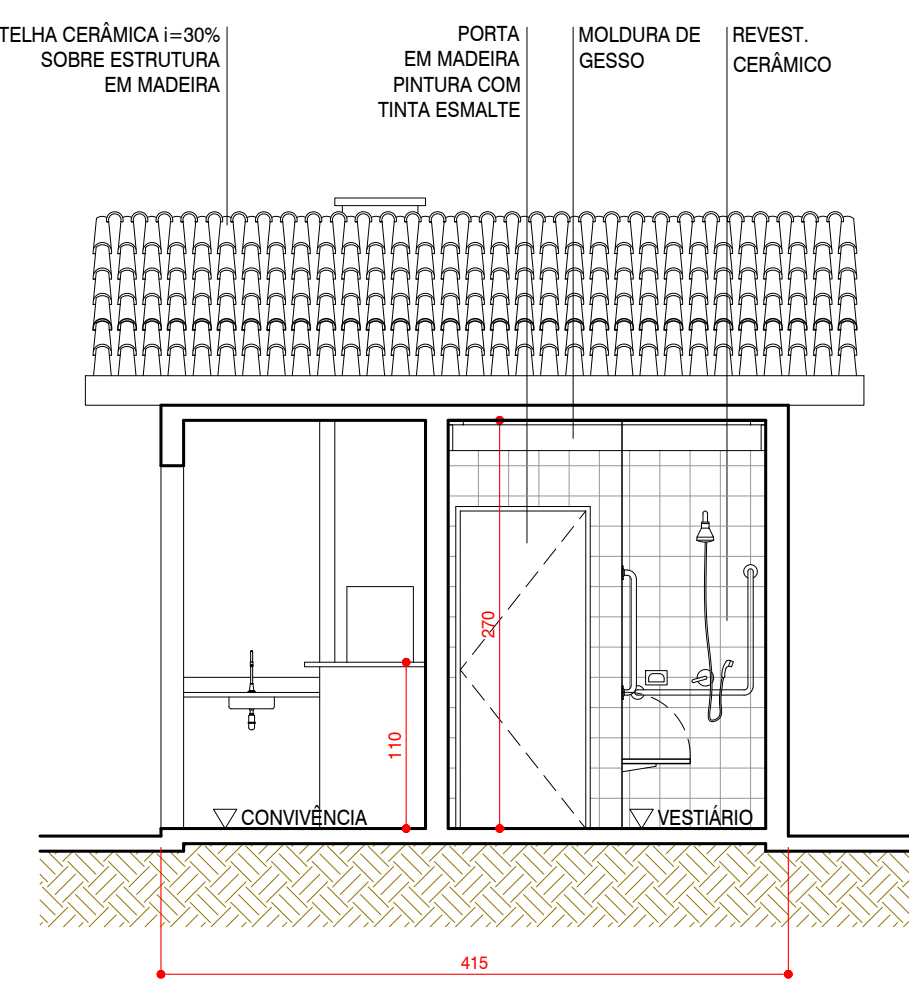 TELHA CERÂMICA i=30%
SOBRE ESTRUTURA
EM MADEIRA
PORTA
EM MADEIRA
PINTURA COM
TINTA ESMALTE
MOLDURA DE
GESSO
REVEST.
CERÂMICO
270
110
CONVIVÊNCIA
VESTIÁRIO
415